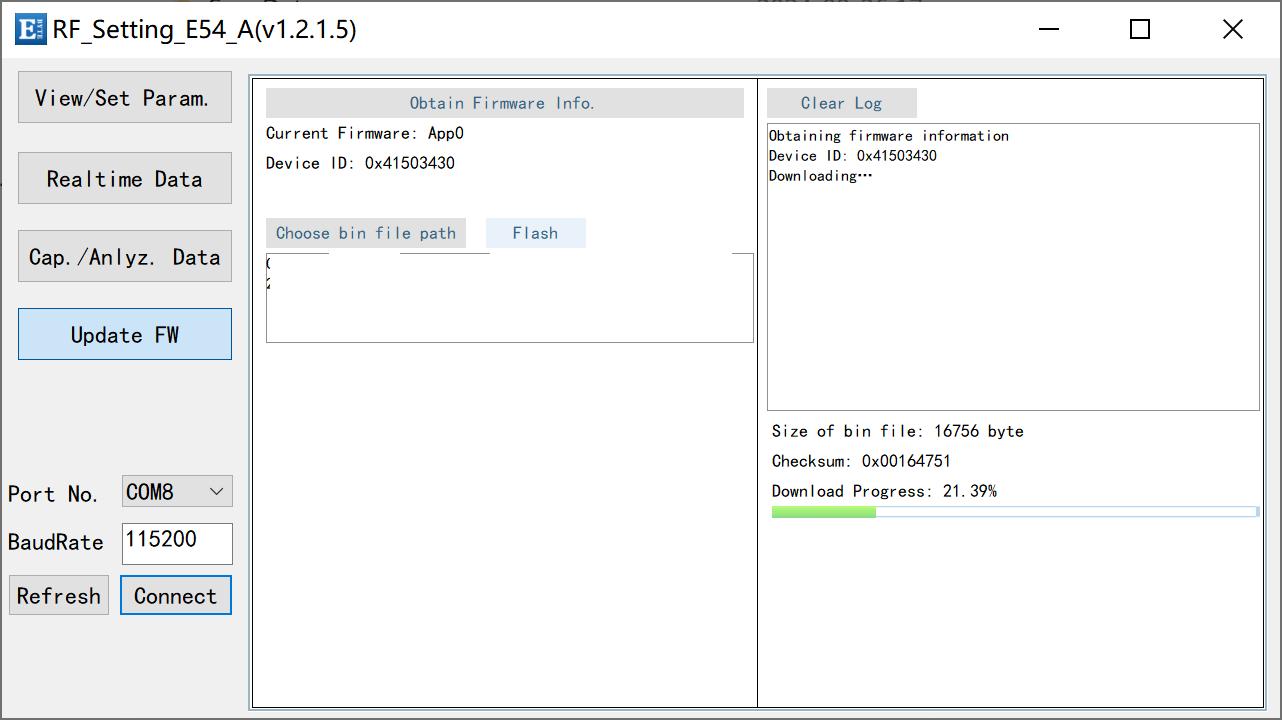 RF_Setting_E54_A(v1.2.1.5)
View/Set Param.
Realtime Data
Cap./Anlyz. Data
Update FW
Port No.
COM8
BaudRate
115200
Refresh
Connect
Obtain Firmware Info.
Current Firmware: App0
Device ID: 0x41503430
Choose bin file path
Flash
Clear Log
Obtaining firmware information
Device ID: 0x41503430
Downloading…
Size of bin file: 16756 byte
Checksum: 0x00164751
Download Progress: 21.39%